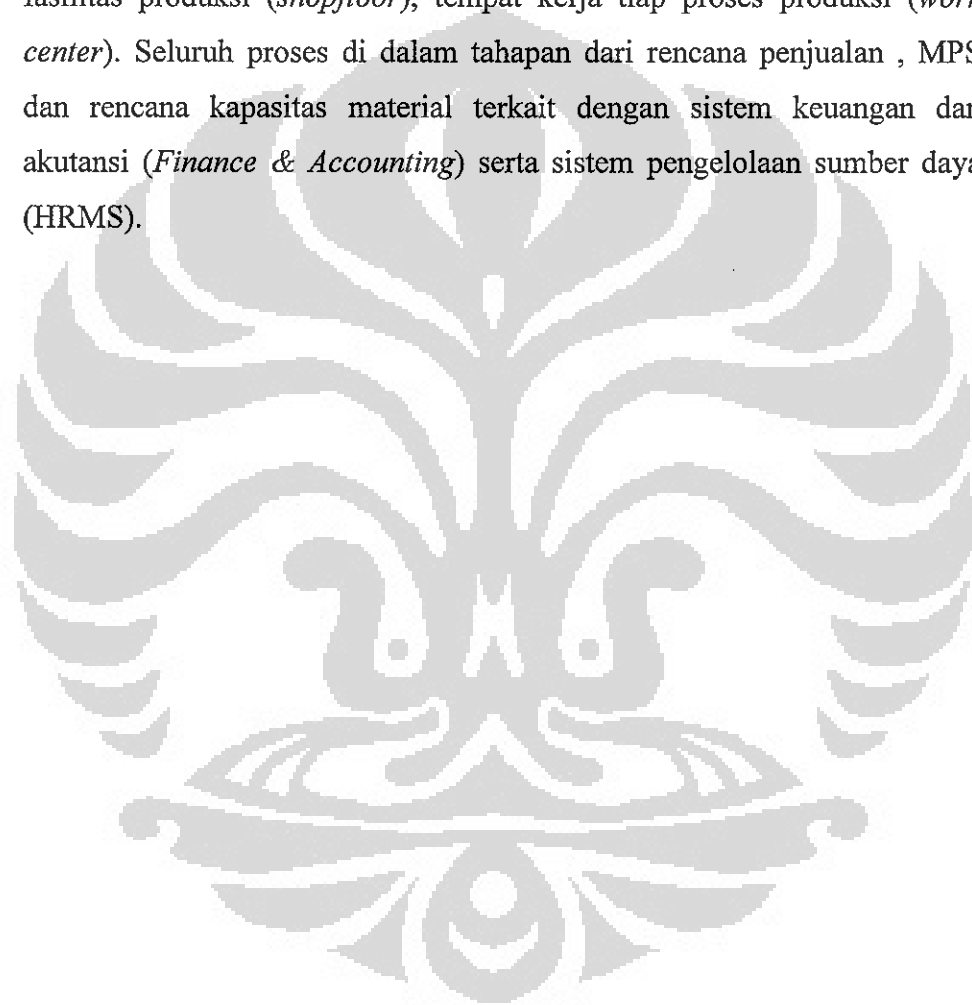 fasilitas produksi (shopfloor), tempat kerja tiap proses produksi (work
center). Seluruh proses di dalam tahapan dari rencana penjualan , MPS
dan rencana kapasitas material terkait dengan sistem keuangan dan
akutansi (Finance & Accounting) serta sistem pengelolaan sumber daya
(HRMS).